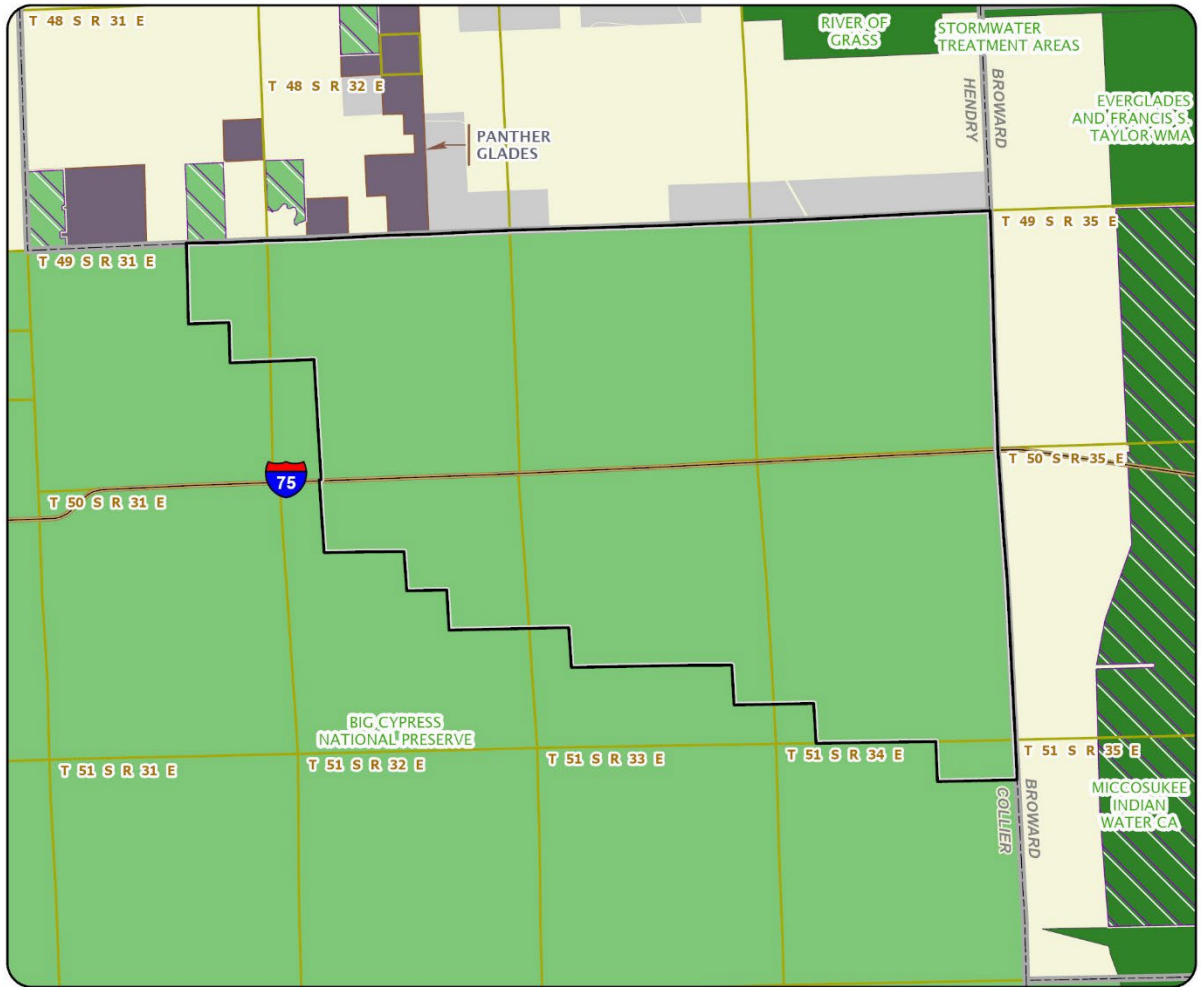 T 48 S R 31 E
RIVER OF
GRASS
STORMWATER
TREATMENT AREAS
T 48 S R 32 E
HENDRY
BROWARD
EVERGLADES
AND FRANCIS S.
TAYLOR WMA
PANTHER
GLADES
T 49 S R 35 E
T 49 S R 31 E
T 50 S R 35 E
75
T 50 S R 31 E
BIG CYPRESS
NATIONAL PRESERVE
T 51 S R 31 E
T 51 S R 32 E
T 51 S R 33 E
T 51 S R 34 E
T 51 S R 35 E
COLLIER
BROWARD
MICCOSUKEE
INDIAN
WATER CA